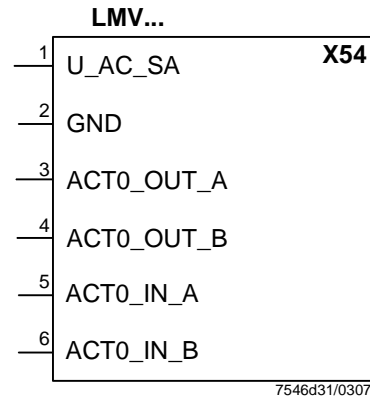 LMV...
X54
1 U_AC_SA
2 GND
3 ACT0_OUT_A
4 ACT0_OUT_B
5 ACT0_IN_A
6 ACT0_IN_B
7546d31/0307